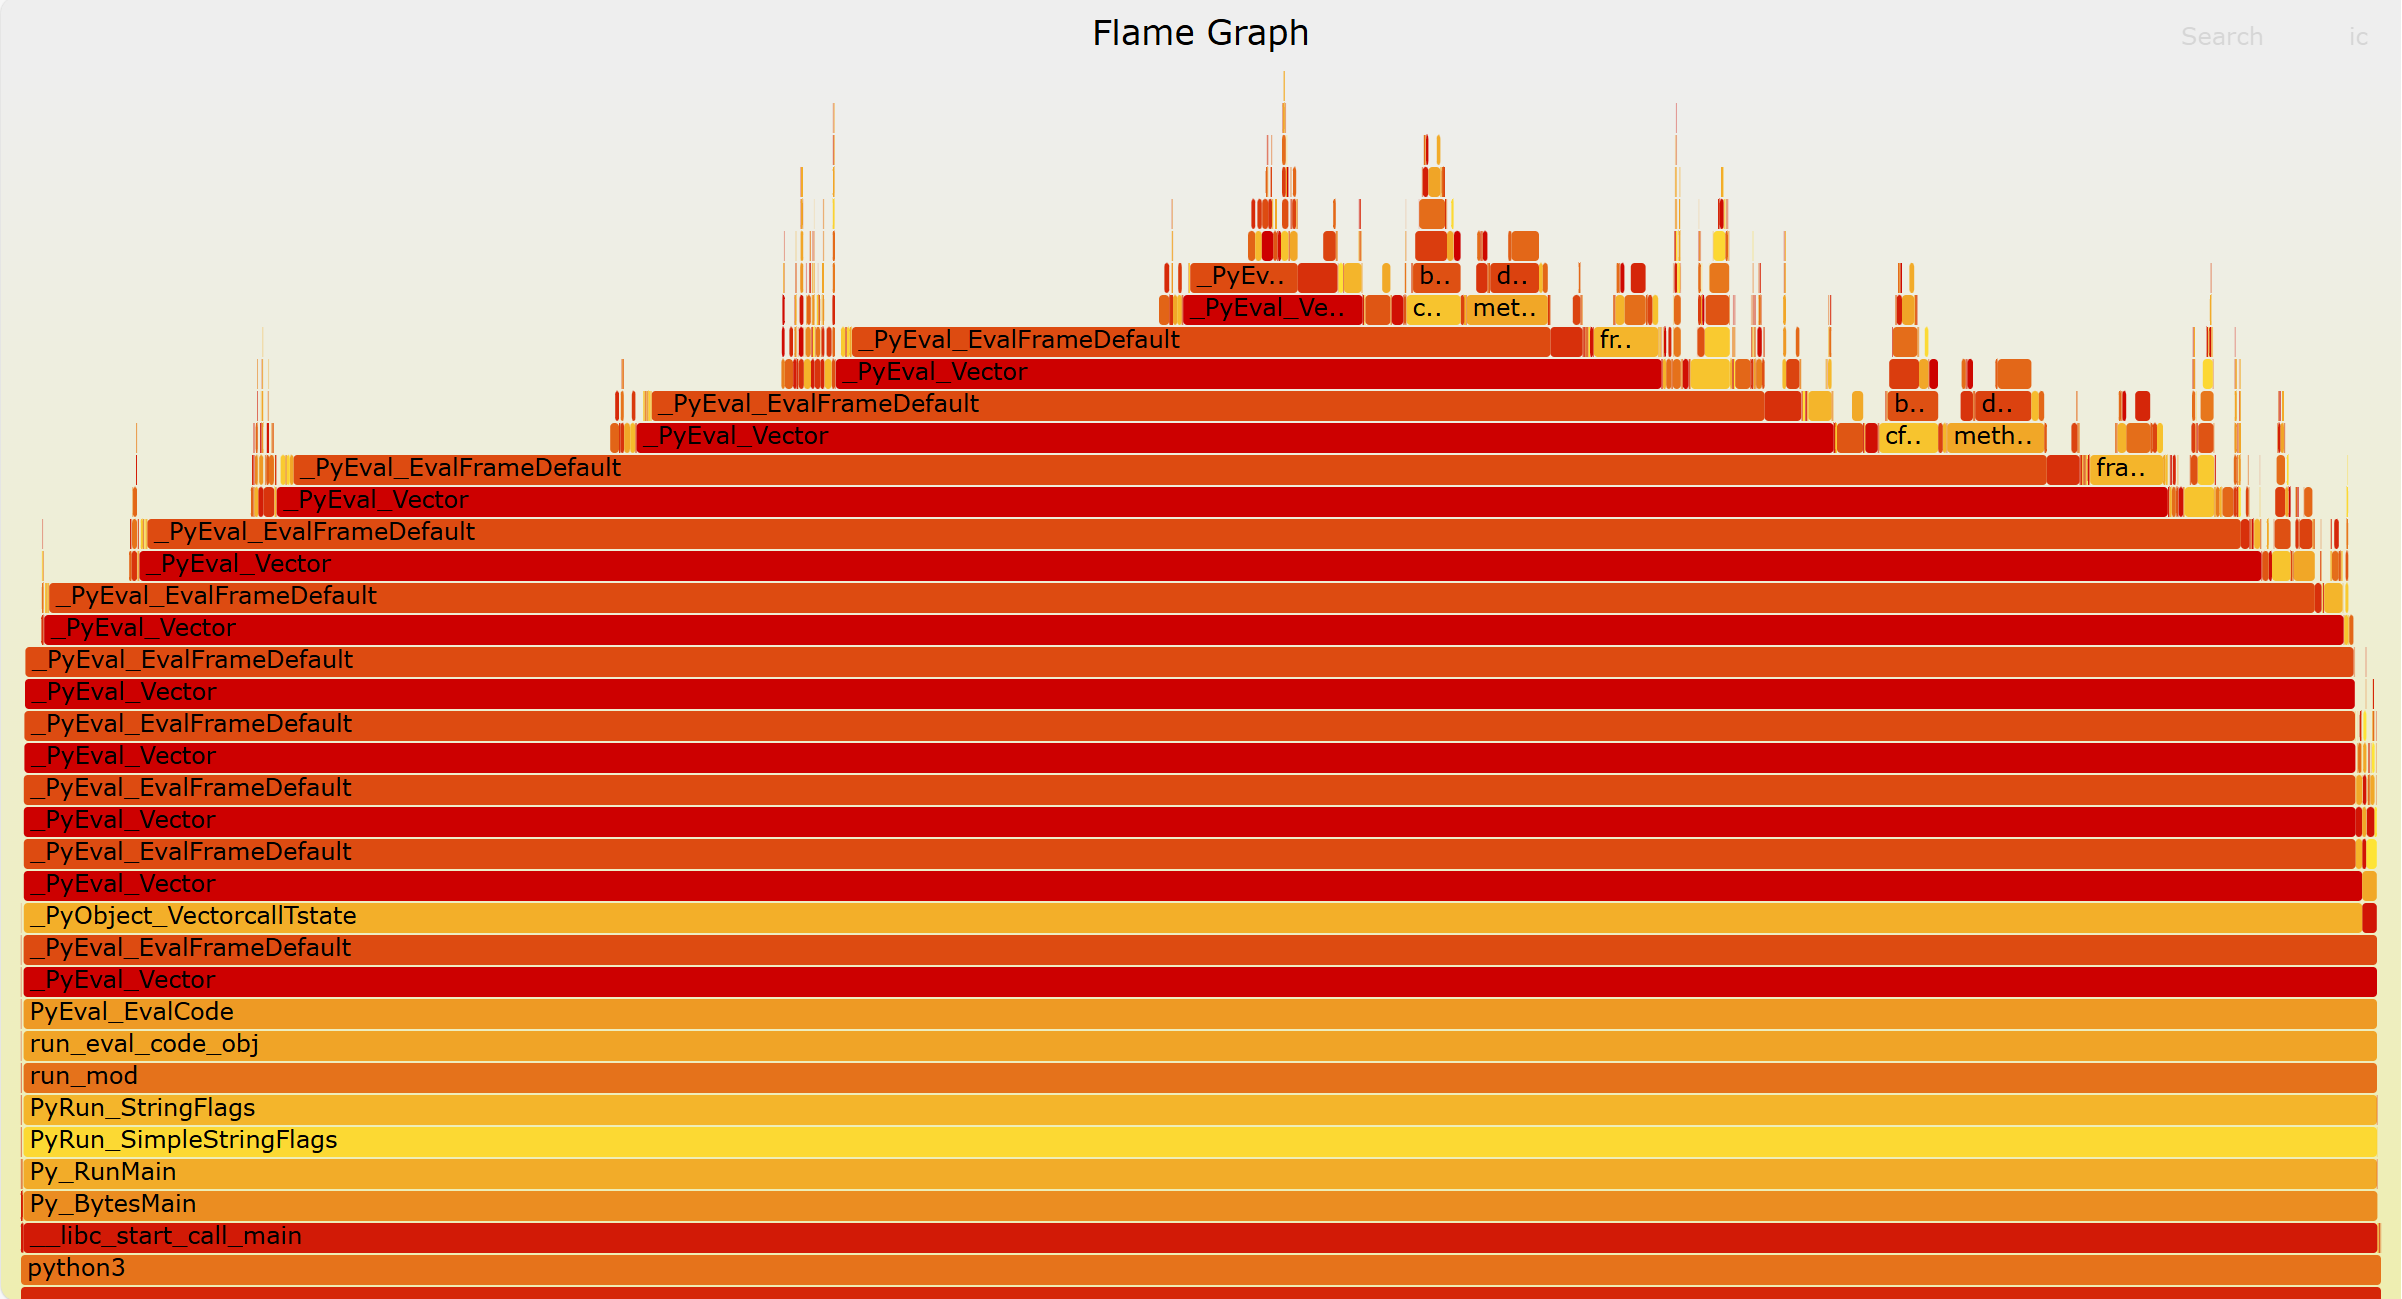 Flame Graph
Search ic
_PyEv.. b.. d..
_PyEval_Ve.. c.. met..
_PyEval_EvalFrameDefault fr..
_PyEval_Vector
_PyEval_EvalFrameDefault b.. d..
_PyEval_Vector cf.. meth..
_PyEval_EvalFrameDefault fra..
_PyEval_Vector
_PyEval_EvalFrameDefault
_PyEval_Vector
_PyEval_EvalFrameDefault
_PyEval_Vector
_PyEval_EvalFrameDefault
_PyEval_Vector
_PyEval_EvalFrameDefault
_PyEval_Vector
_PyEval_EvalFrameDefault
_PyEval_Vector
_PyEval_EvalFrameDefault
_PyEval_Vector
_PyObject_VectorcallTstate
_PyEval_EvalFrameDefault
_PyEval_Vector
PyEval_EvalCode
run_eval_code_obj
run_mod
PyRun_StringFlags
PyRun_SimpleStringFlags
Py_RunMain
Py_BytesMain
__libc_start_call_main
python3